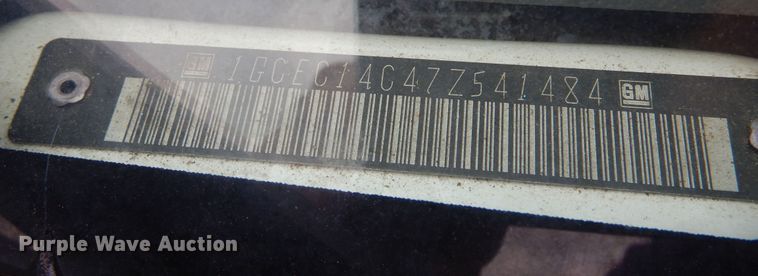 GM 1GCEC14C47Z541484 GM
Purple Wave Auction